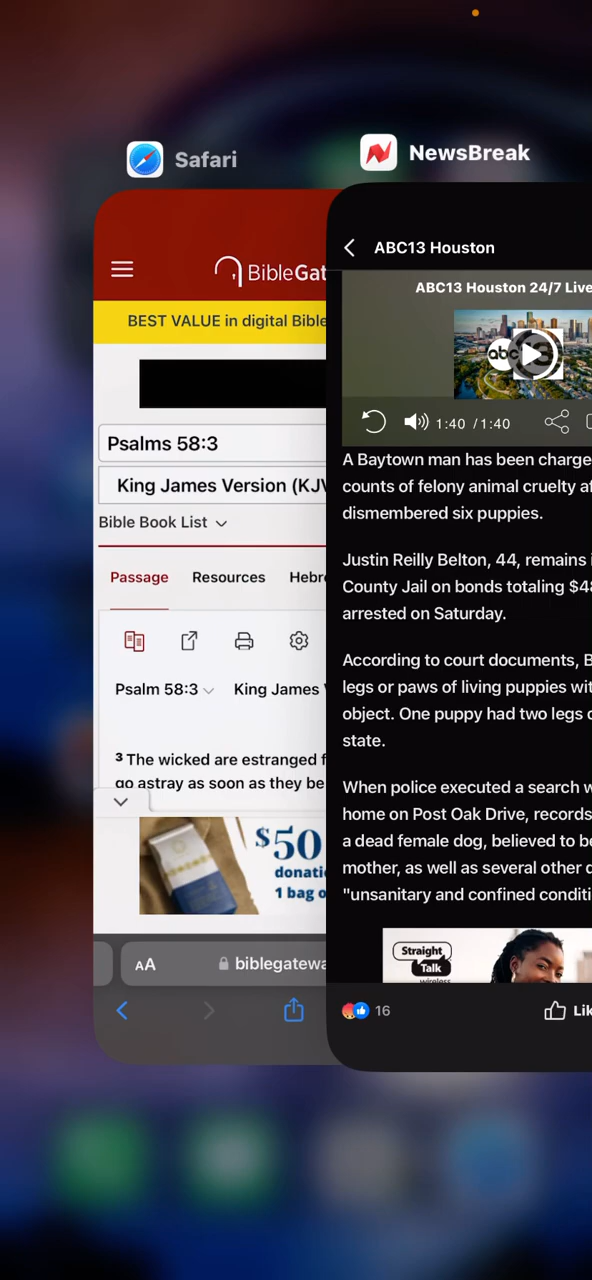 Safari
NewsBreak
BibleGat
BEST VALUE in digital Bible
Psalms 58:3
King James Version (KJV
Bible Book List
Passage
Resources
Hebr
Psalm 58:3
King James V
3 The wicked are estranged f
go astray as soon as they be
$50
donati
1 bag o
AA
biblegatewa
ABC13 Houston
ABC13 Houston 24/7 Live
abc
1:40 / 1:40
A Baytown man has been charge
counts of felony animal cruelty af
dismembered six puppies.
Justin Reilly Belton, 44, remains i
County Jail on bonds totaling $48
arrested on Saturday.
According to court documents, B
legs or paws of living puppies wit
object. One puppy had two legs c
state.
When police executed a search w
home on Post Oak Drive, records
a dead female dog, believed to be
mother, as well as several other d
"unsanitary and confined conditi
Straight
Talk
wireless
16
Lik